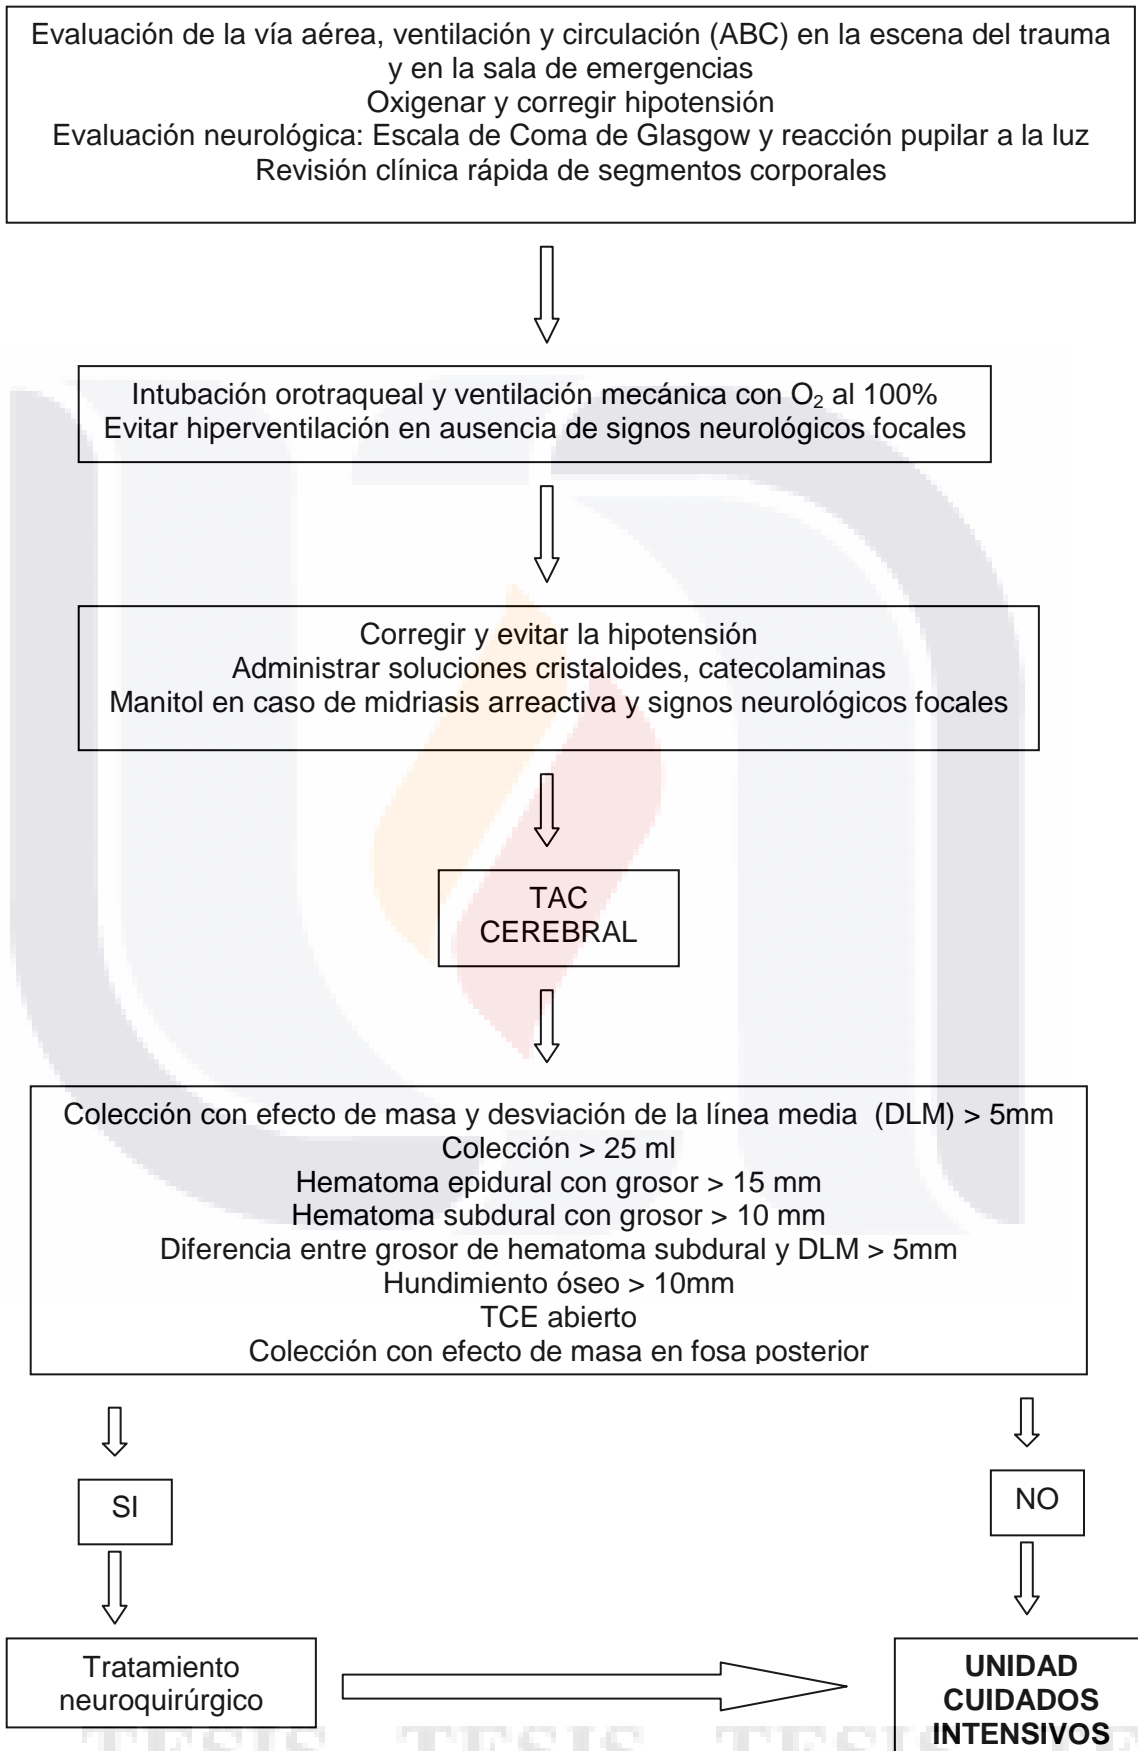 Evaluación de la vía aérea, ventilación y circulación (ABC) en la escena del trauma
y en la sala de emergencias
Oxigenar y corregir hipotensión
Evaluación neurológica: Escala de Coma de Glasgow y reacción pupilar a la luz
Revisión clínica rápida de segmentos corporales
Intubación orotraqueal y ventilación mecánica con O₂ al 100%
Evitar hiperventilación en ausencia de signos neurológicos focales
Corregir y evitar la hipotensión
Administrar soluciones cristaloides, catecolaminas
Manitol en caso de midriasis arreactiva y signos neurológicos focales
TAC
CEREBRAL
Colección con efecto de masa y desviación de la línea media (DLM) > 5mm
Colección > 25 ml
Hematoma epidural con grosor > 15 mm
Hematoma subdural con grosor > 10 mm
Diferencia entre grosor de hematoma subdural y DLM > 5mm
Hundimiento óseo > 10mm
TCE abierto
Colección con efecto de masa en fosa posterior
SI
NO
Tratamiento
neuroquirúrgico
UNIDAD
CUIDADOS
INTENSIVOS
TESIS TESIS TESIS TE